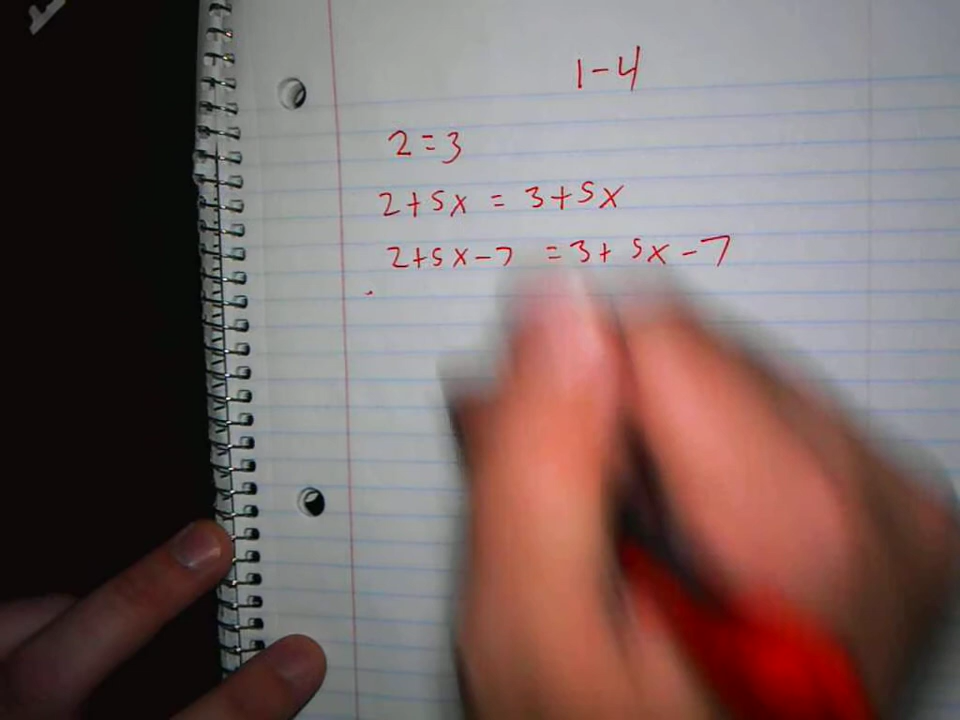 1-4
2=3
2+5x = 3+5x
2+5x-7 =3+ 5x-7